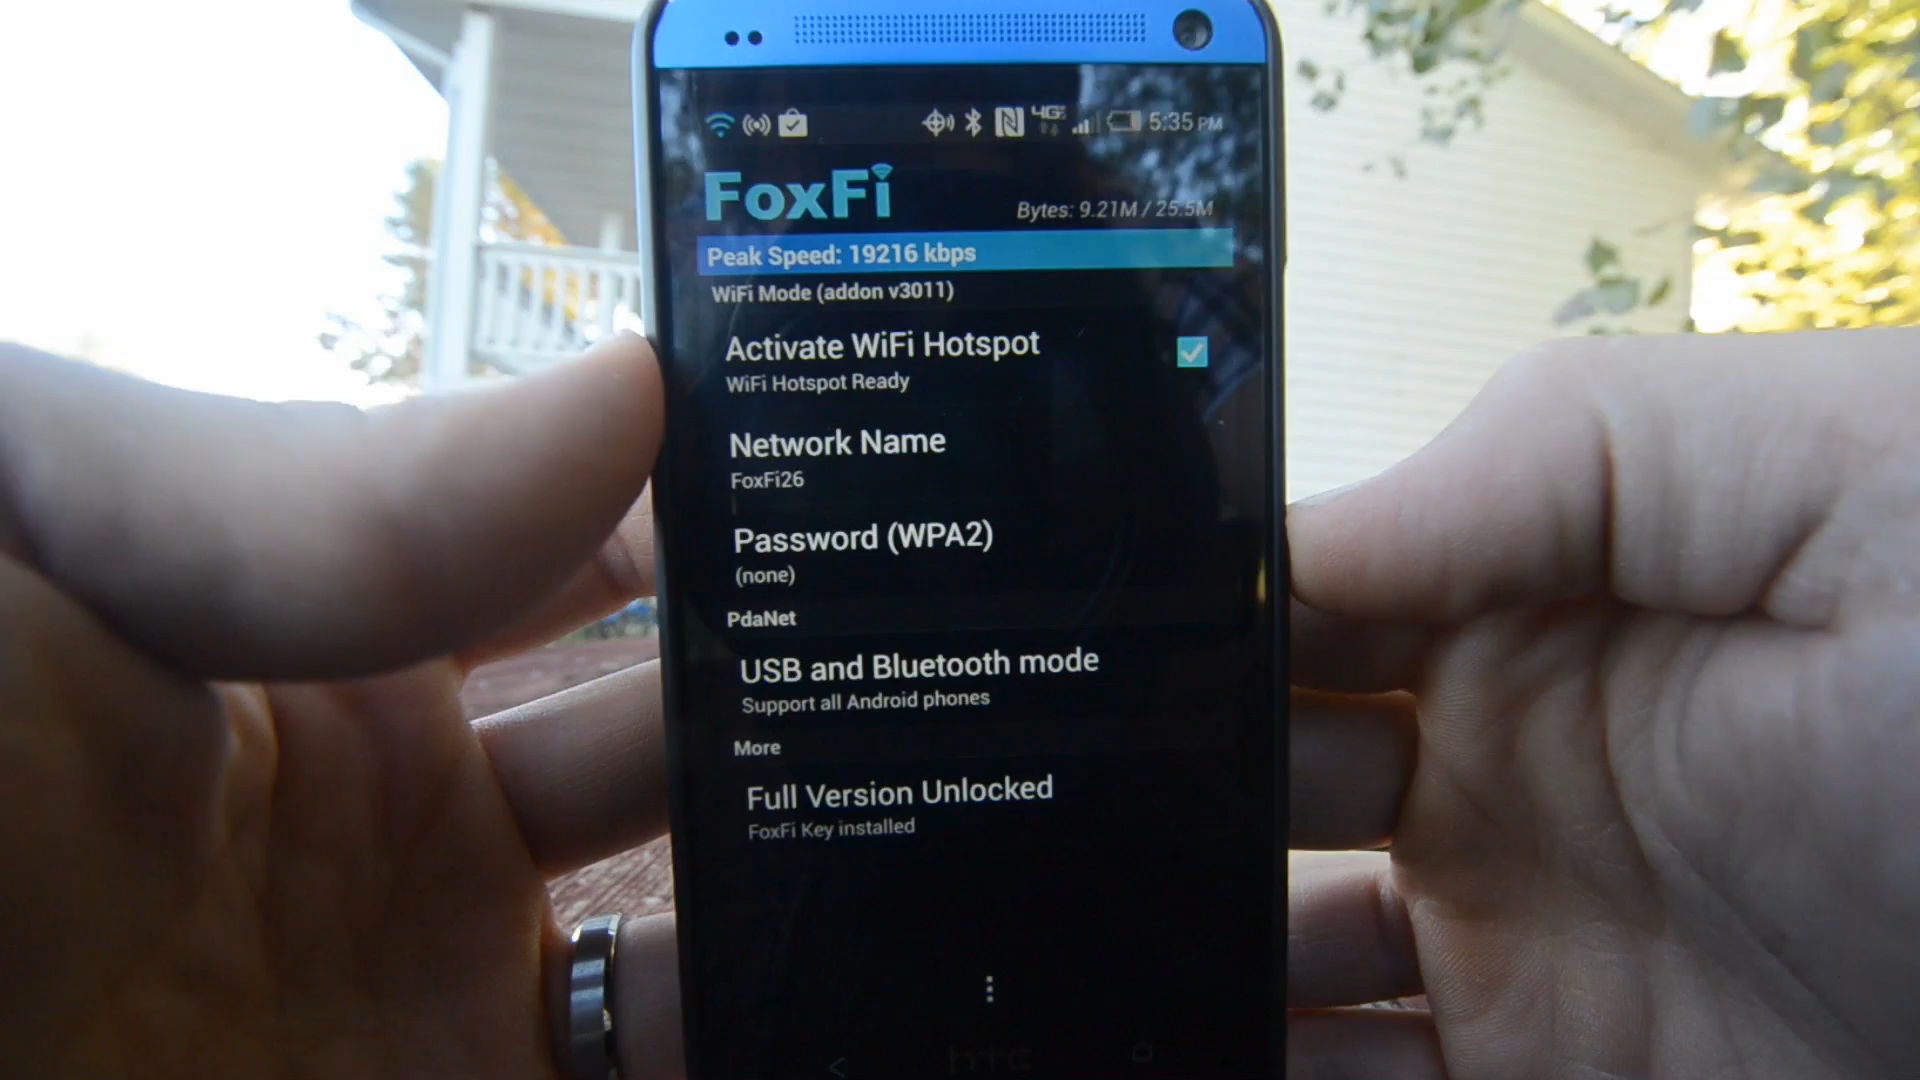 4G
5:35 PM
FoxFi
Bytes: 9.21M / 25.5M
Peak Speed: 19216 kbps
WiFi Mode (addon v3011)
Activate WiFi Hotspot
WiFi Hotspot Ready
Network Name
FoxFi26
Password (WPA2)
(none)
PdaNet
USB and Bluetooth mode
Support all Android phones
More
Full Version Unlocked
FoxFi Key installed
hTC